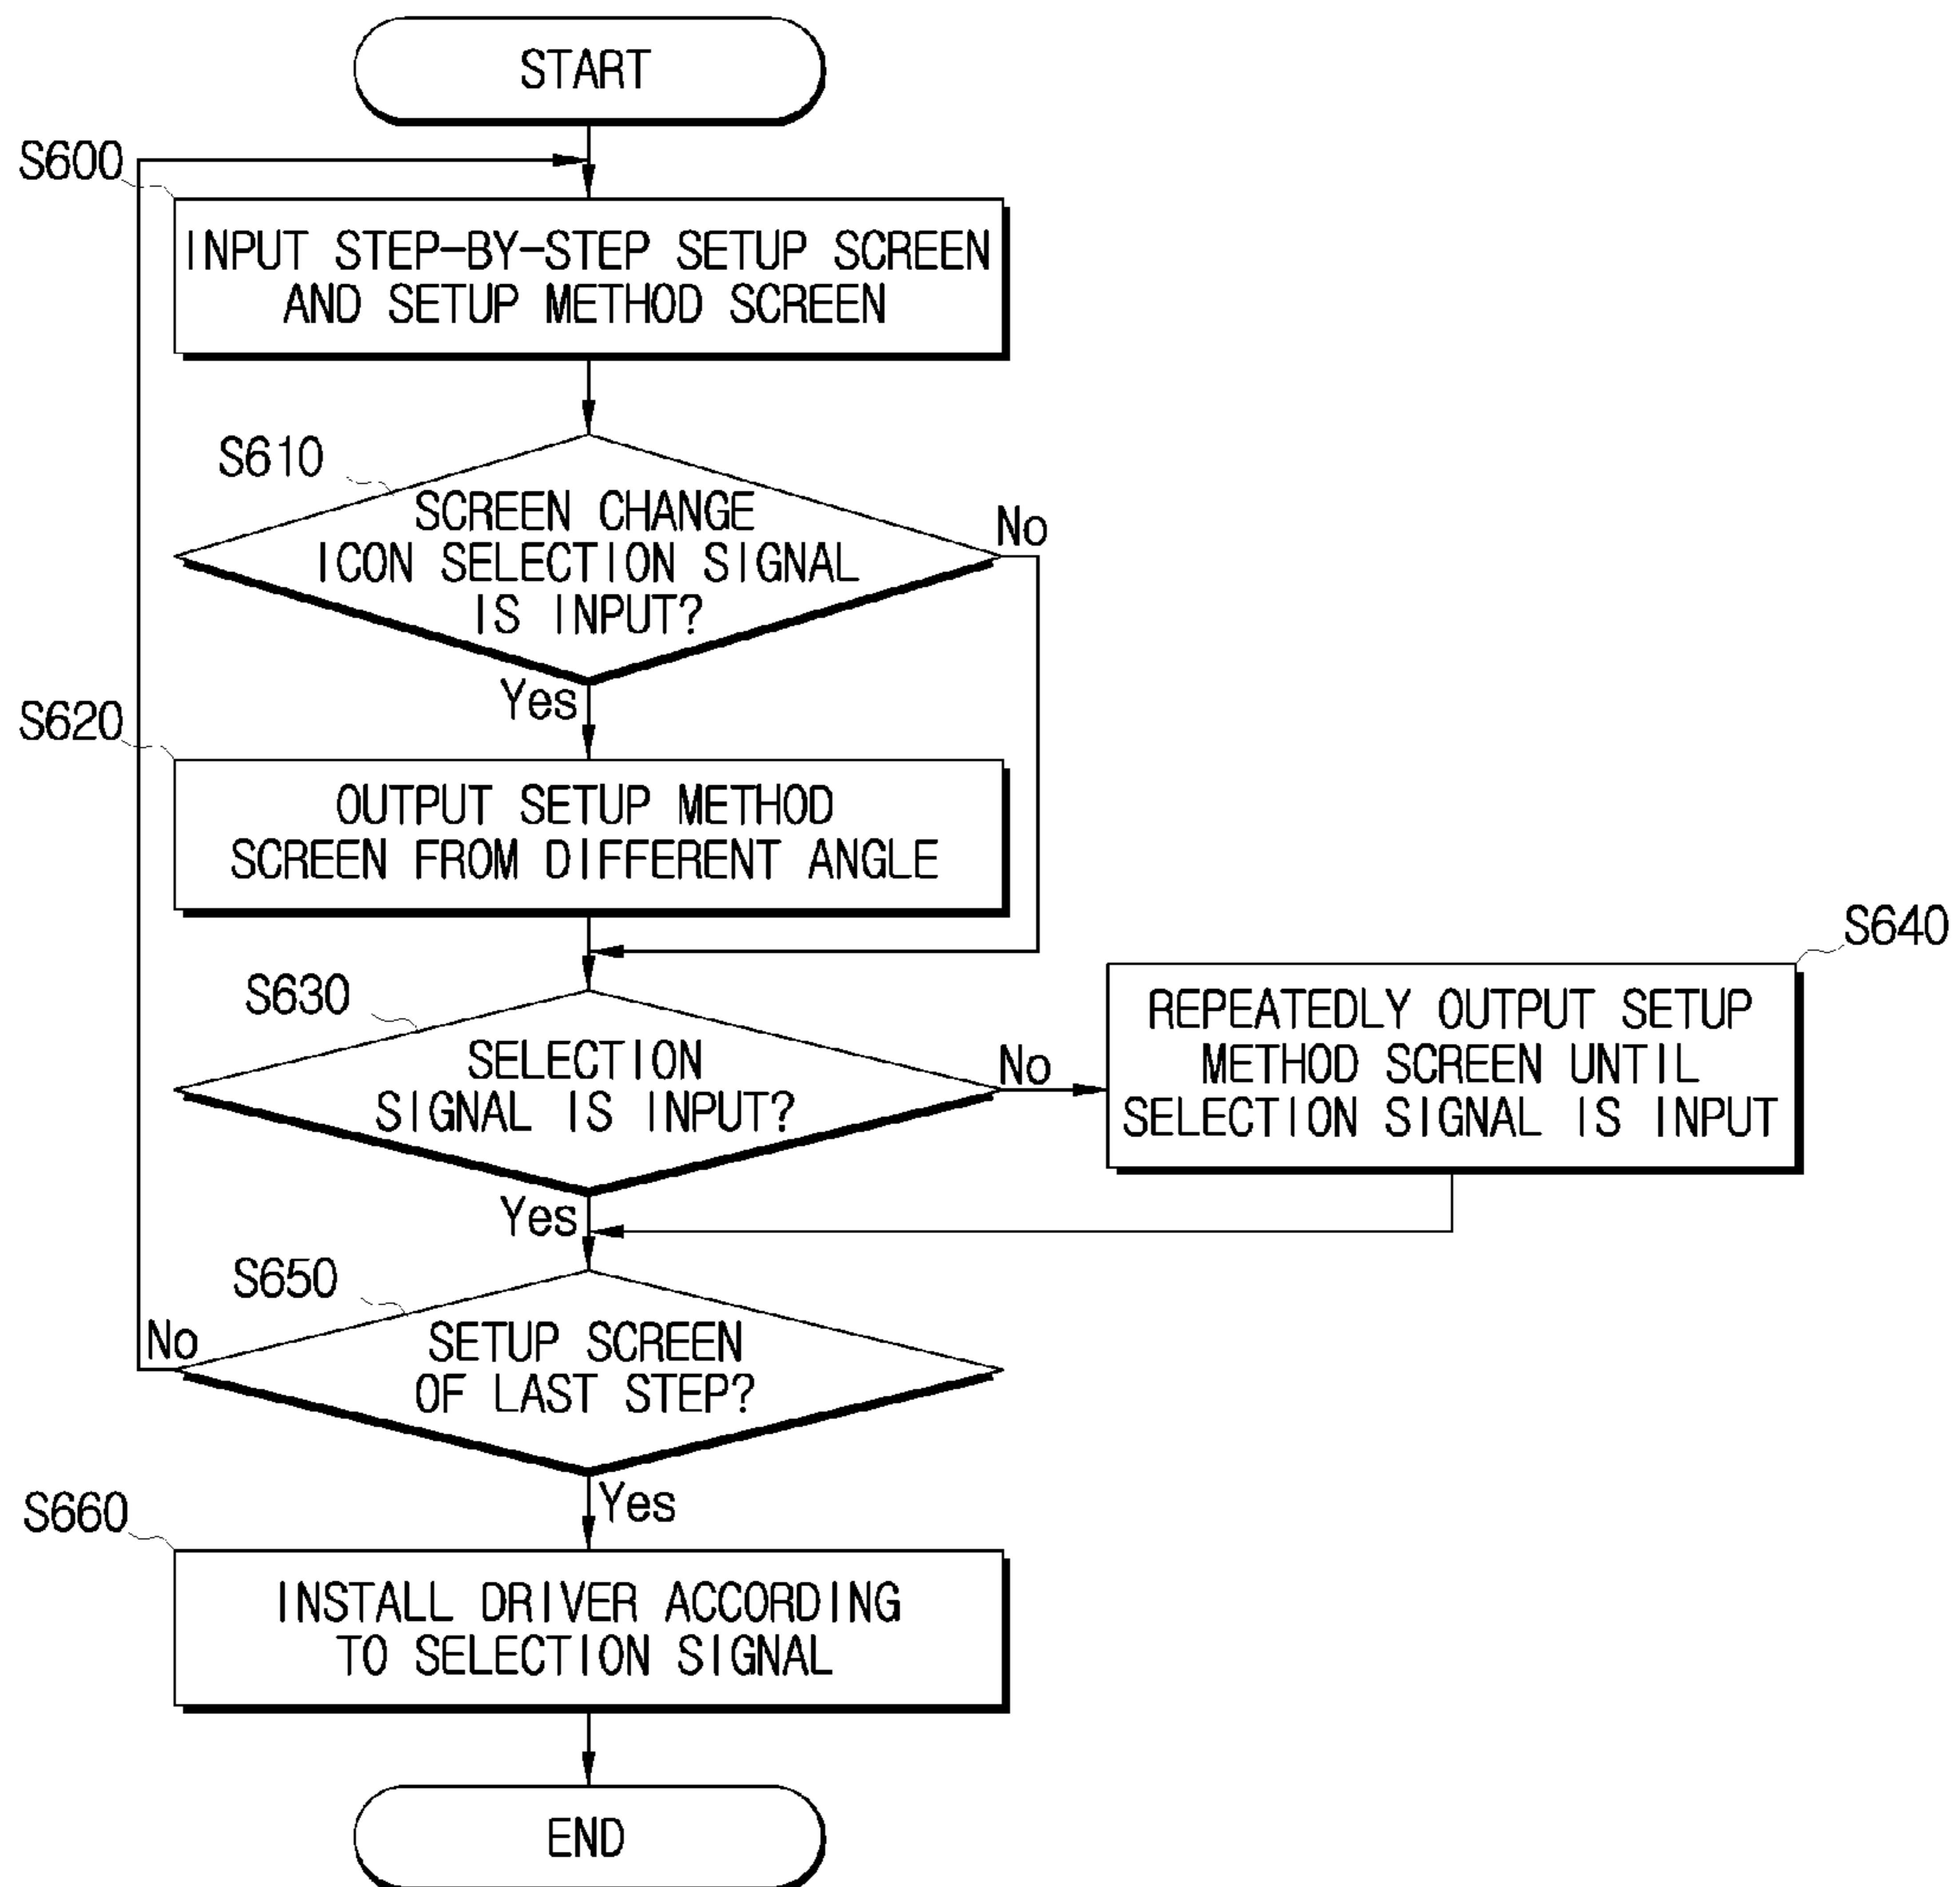 START
S600
INPUT STEP-BY-STEP SETUP SCREEN
AND SETUP METHOD SCREEN
S610
SCREEN CHANGE
ICON SELECTION SIGNAL
IS INPUT?
No
Yes
S620
OUTPUT SETUP METHOD
SCREEN FROM DIFFERENT ANGLE
S630
SELECTION
SIGNAL IS INPUT?
No
S640
REPEATEDLY OUTPUT SETUP
METHOD SCREEN UNTIL
SELECTION SIGNAL IS INPUT
Yes
S650
SETUP SCREEN
OF LAST STEP?
No
Yes
S660
INSTALL DRIVER ACCORDING
TO SELECTION SIGNAL
END